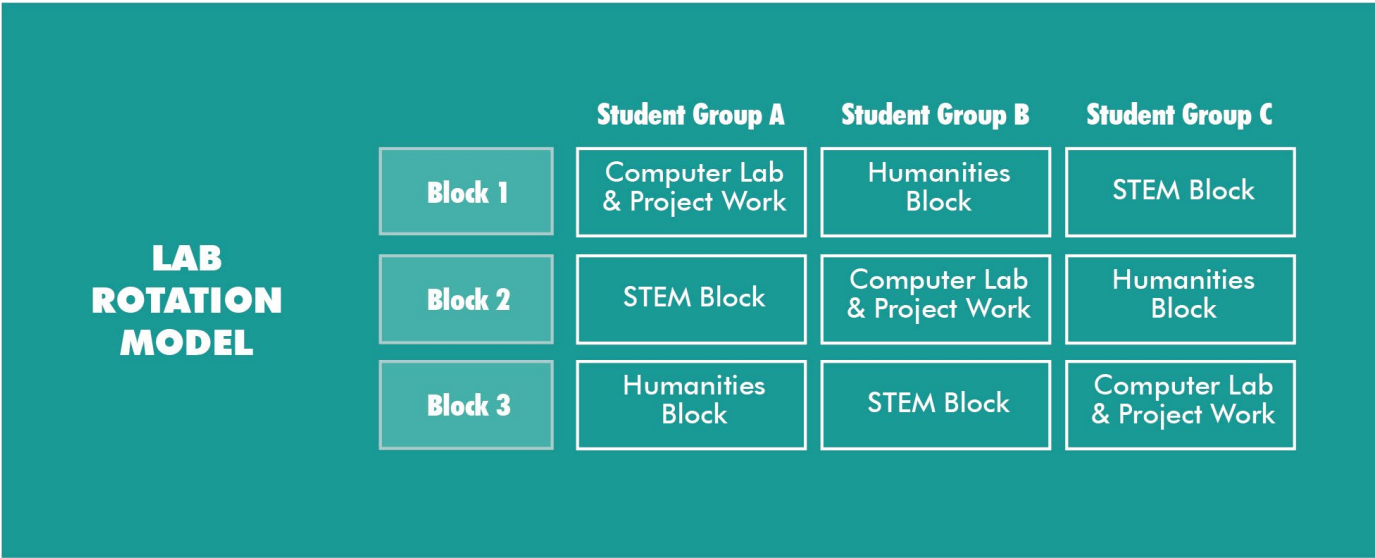 LAB
ROTATION
MODEL
Student Group A
Student Group B
Student Group C
Block 1
Computer Lab
& Project Work
Humanities
Block
STEM Block
Block 2
STEM Block
Computer Lab
& Project Work
Humanities
Block
Block 3
Humanities
Block
STEM Block
Computer Lab
& Project Work